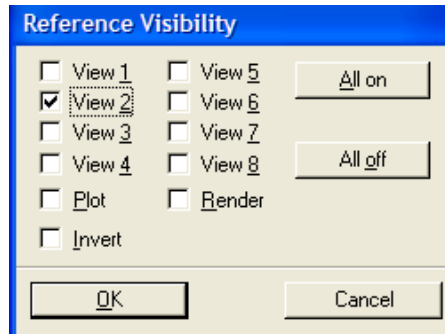 Reference Visibility
View 1 View 5 All on
View 2 View 6
View 3 View 7
View 4 View 8 All off
Plot Render
Invert
OK Cancel